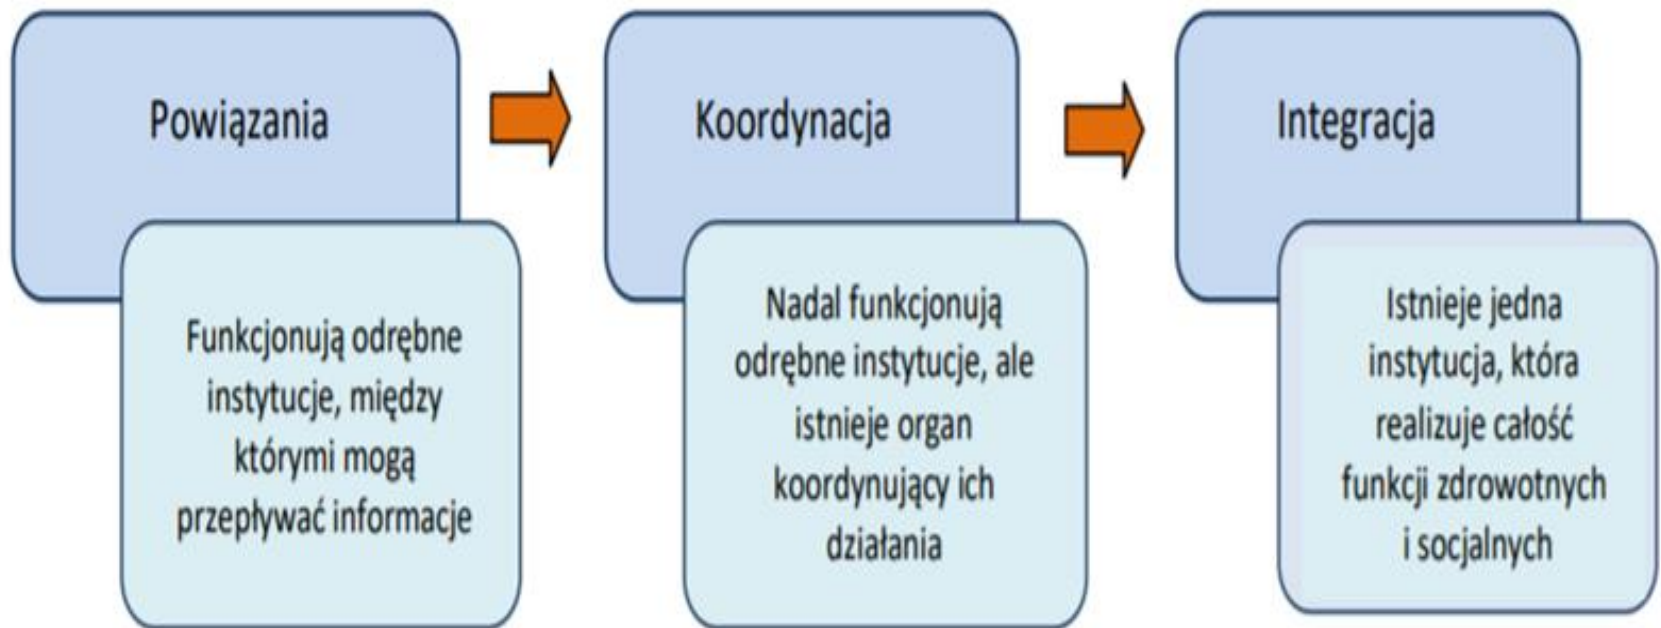 Powiązania
Funkcjonują odrębne
instytucje, między
którymi mogą
przepływać informacje
Koordynacja
Nadal funkcjonują
odrębne instytucje, ale
istnieje organ
koordynujący ich
działania
Integracja
Istnieje jedna
instytucja, która
realizuje całość
funkcji zdrowotnych
i socjalnych